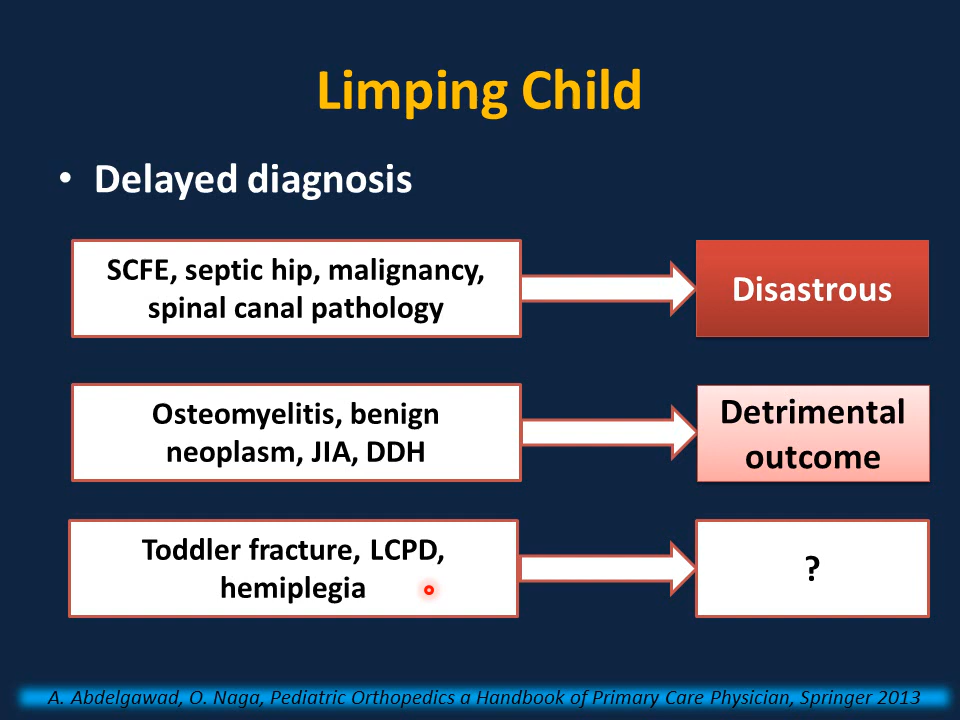 Limping Child
• Delayed diagnosis
SCFE, septic hip, malignancy,
spinal canal pathology
Disastrous
Osteomyelitis, benign
neoplasm, JIA, DDH
Detrimental
outcome
Toddler fracture, LCPD,
hemiplegia
?
A. Abdelgawad, O. Naga, Pediatric Orthopedics a Handbook of Primary Care Physician, Springer 2013